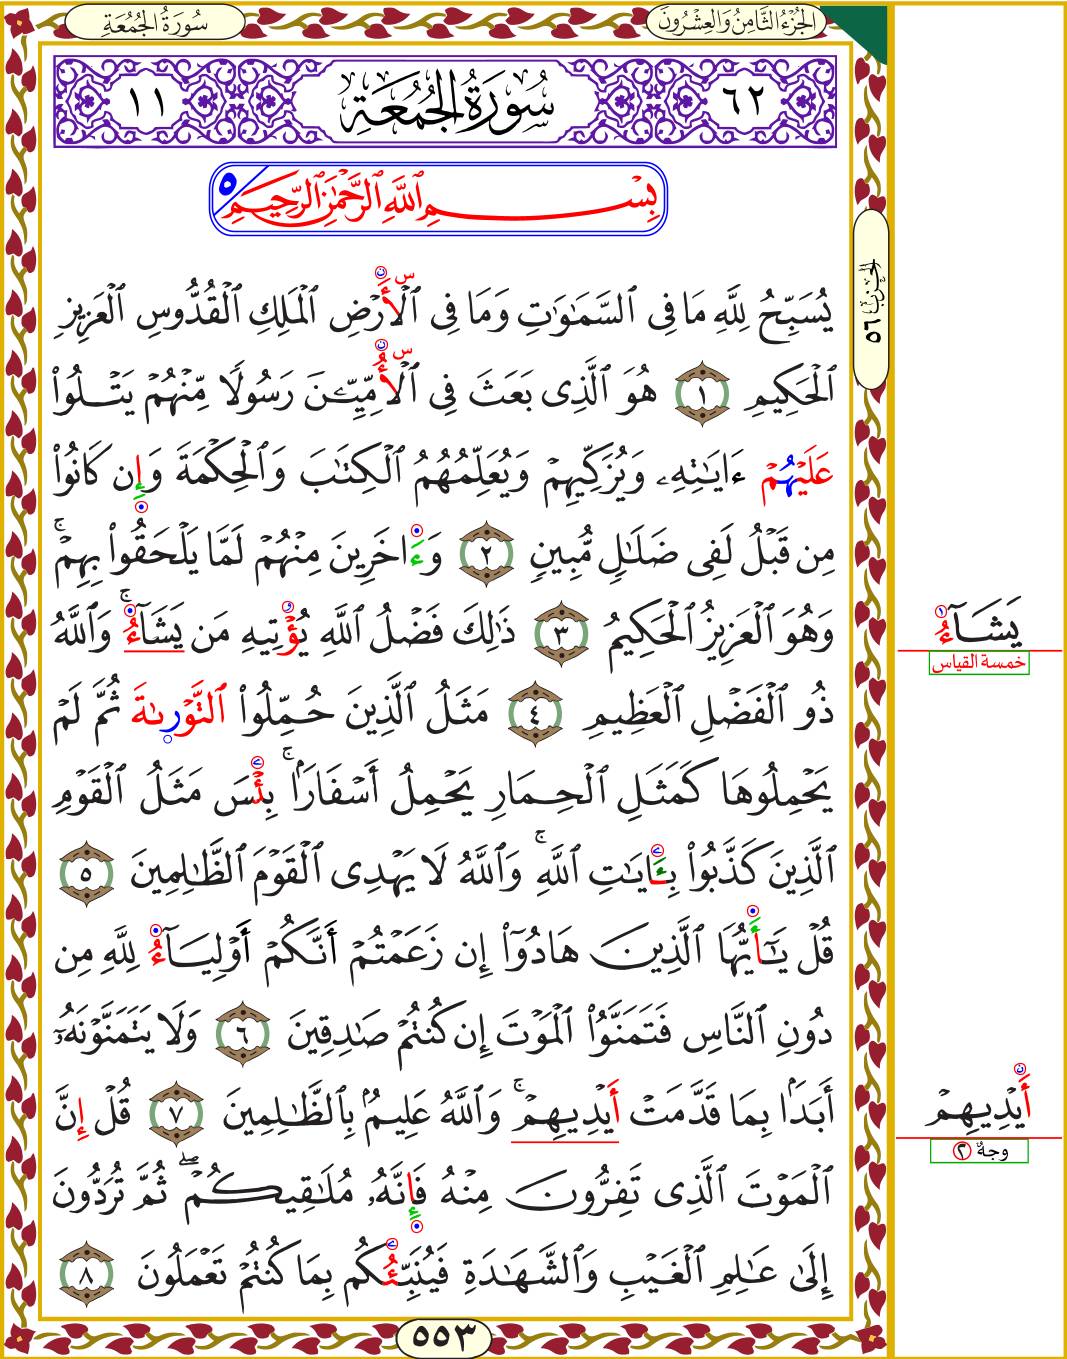 سُورَةُ الجُمُعَةِ
الجُزْءُ الثَّامِنُ وَالعِشْرُونَ
٦٢ سُورَةُ الجُمُعَةِ ١١
بِسْمِ ٱللَّهِ ٱلرَّحْمَٰنِ ٱلرَّحِيمِ ٥
يُسَبِّحُ لِلَّهِ مَا فِى ٱلسَّمَٰوَٰتِ وَمَا فِى ٱلْأَرْضِ ٱلْمَلِكِ ٱلْقُدُّوسِ ٱلْعَزِيزِ
ٱلْحَكِيمِ ١ هُوَ ٱلَّذِى بَعَثَ فِى ٱلْأُمِّيِّـۧنَ رَسُولًا مِّنْهُمْ يَتْلُوا۟
عَلَيْهُمْ ءَايَٰتِهِۦ وَيُزَكِّيهِمْ وَيُعَلِّمُهُمُ ٱلْكِتَٰبَ وَٱلْحِكْمَةَ وَإِن كَانُوا۟
مِن قَبْلُ لَفِى ضَلَٰلٍ مُّبِينٍ ٢ وَءَاخَرِينَ مِنْهُمْ لَمَّا يَلْحَقُوا۟ بِهِمْ ۚ
وَهُوَ ٱلْعَزِيزُ ٱلْحَكِيمُ ٣ ذَٰلِكَ فَضْلُ ٱللَّهِ يُؤْتِيهِ مَن يَشَآءُ ۚ وَٱللَّهُ
ذُو ٱلْفَضْلِ ٱلْعَظِيمِ ٤ مَثَلُ ٱلَّذِينَ حُمِّلُوا۟ ٱلتَّوْرىٰةَ ثُمَّ لَمْ
يَحْمِلُوهَا كَمَثَلِ ٱلْحِمَارِ يَحْمِلُ أَسْفَارًۢا ۚ بِئْسَ مَثَلُ ٱلْقَوْمِ
ٱلَّذِينَ كَذَّبُوا۟ بِـَٔايَٰتِ ٱللَّهِ ۚ وَٱللَّهُ لَا يَهْدِى ٱلْقَوْمَ ٱلظَّٰلِمِينَ ٥
قُلْ يَٰٓأَيُّهَا ٱلَّذِينَ هَادُوٓا۟ إِن زَعَمْتُمْ أَنَّكُمْ أَوْلِيَآءُ لِلَّهِ مِن
دُونِ ٱلنَّاسِ فَتَمَنَّوُا۟ ٱلْمَوْتَ إِن كُنتُمْ صَٰدِقِينَ ٦ وَلَا يَتَمَنَّوْنَهُۥٓ
أَبَدًۢا بِمَا قَدَّمَتْ أَيْدِيهِمْ ۚ وَٱللَّهُ عَلِيمٌۢ بِٱلظَّٰلِمِينَ ٧ قُلْ إِنَّ
ٱلْمَوْتَ ٱلَّذِى تَفِرُّونَ مِنْهُ فَإِنَّهُۥ مُلَٰقِيكُمْ ۖ ثُمَّ تُرَدُّونَ
إِلَىٰ عَٰلِمِ ٱلْغَيْبِ وَٱلشَّهَٰدَةِ فَيُنَبِّئُكُم بِمَا كُنتُمْ تَعْمَلُونَ ٨
٥٥٣
الحزب ٥٦
يَشَآءُ
خمسة القياس
أَيْدِيهِمْ
وجهٌ ٢